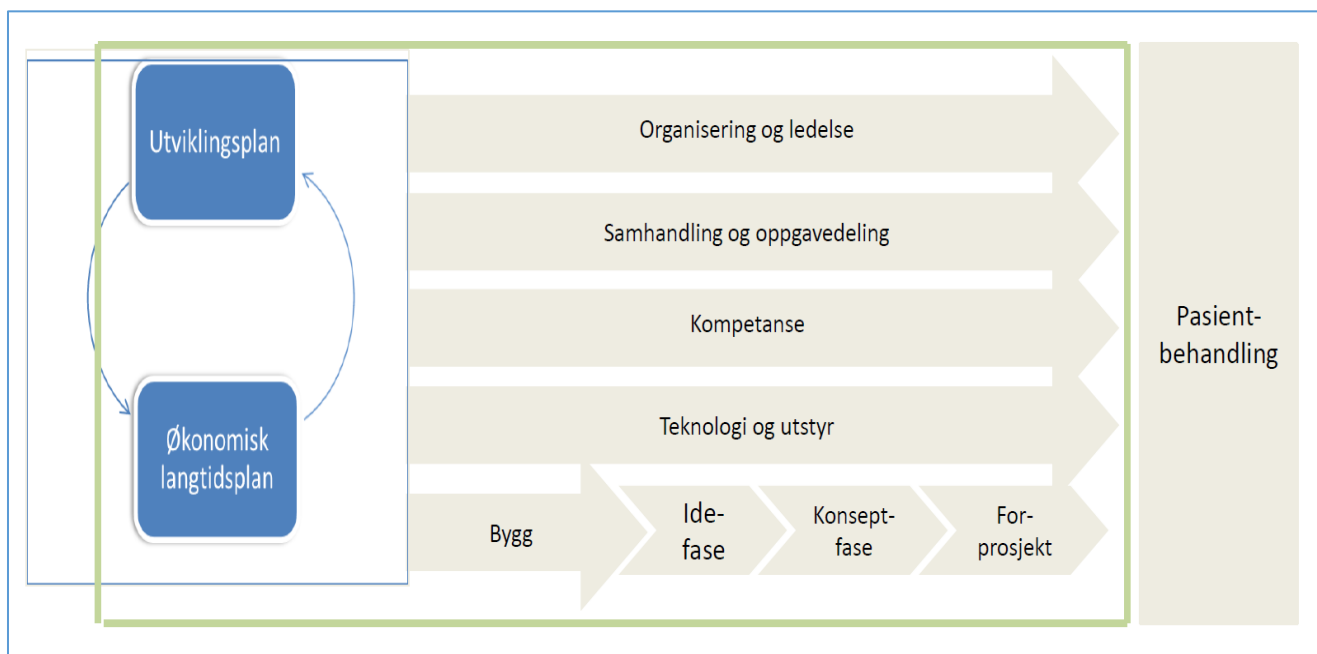 Utviklingsplan
Økonomisk
langtidsplan
Organisering og ledelse
Samhandling og oppgavedeling
Kompetanse
Teknologi og utstyr
Bygg
Ide-
fase
Konsept-
fase
For-
prosjekt
Pasient-
behandling